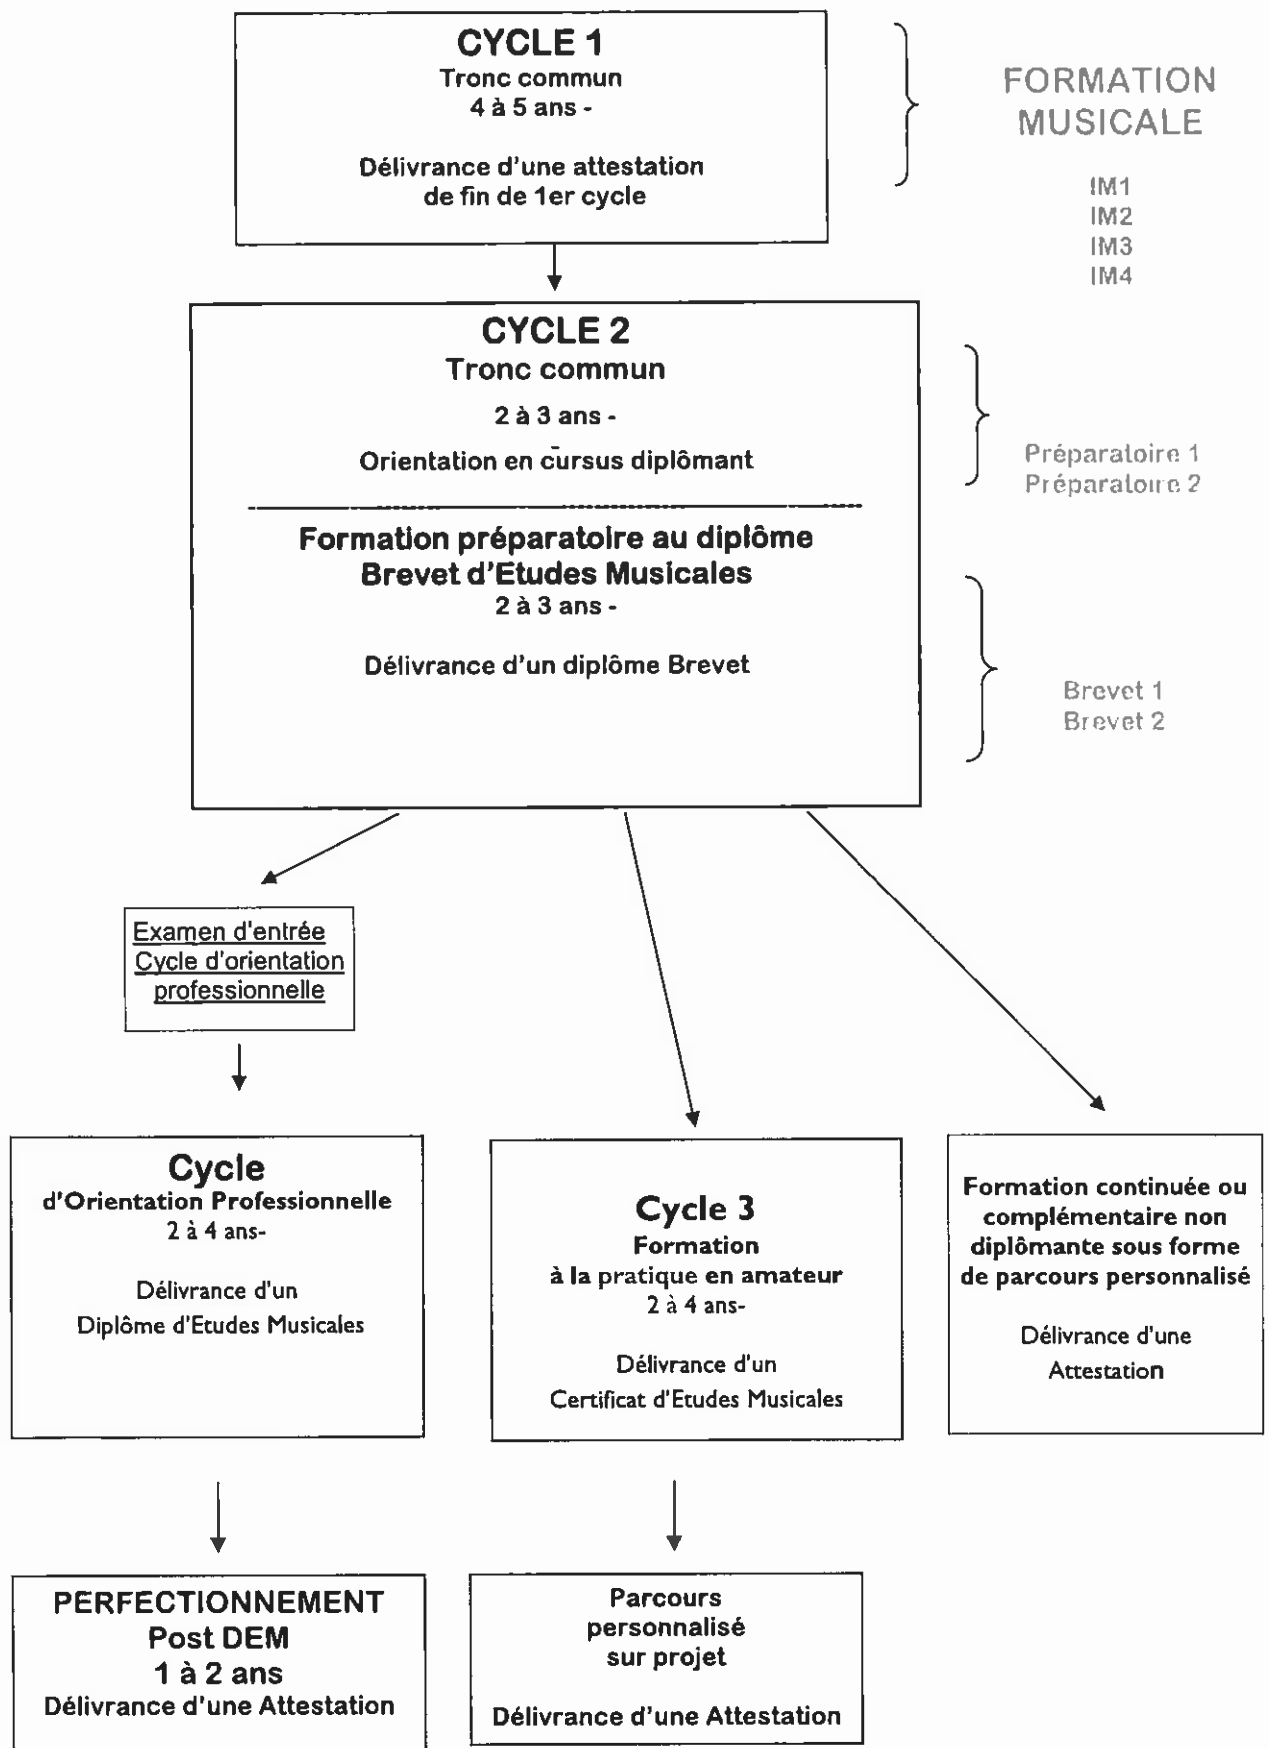 CYCLE 1
Tronc commun
4 à 5 ans -
Délivrance d'une attestation
de fin de 1er cycle
FORMATION
MUSICALE
IM1
IM2
IM3
IM4
CYCLE 2
Tronc commun
2 à 3 ans -
Orientation en cursus diplômant
Préparatoire 1
Préparatoire 2
Formation préparatoire au diplôme
Brevet d'Etudes Musicales
2 à 3 ans -
Délivrance d'un diplôme Brevet
Brevet 1
Brevet 2
Examen d'entrée
Cycle d'orientation
professionnelle
Cycle
d'Orientation Professionnelle
2 à 4 ans-
Délivrance d'un
Diplôme d'Etudes Musicales
Cycle 3
Formation
à la pratique en amateur
2 à 4 ans-
Délivrance d'un
Certificat d'Etudes Musicales
Formation continuée ou
complémentaire non
diplômante sous forme
de parcours personnalisé
Délivrance d'une
Attestation
PERFECTIONNEMENT
Post DEM
1 à 2 ans
Délivrance d'une Attestation
Parcours
personnalisé
sur projet
Délivrance d'une Attestation